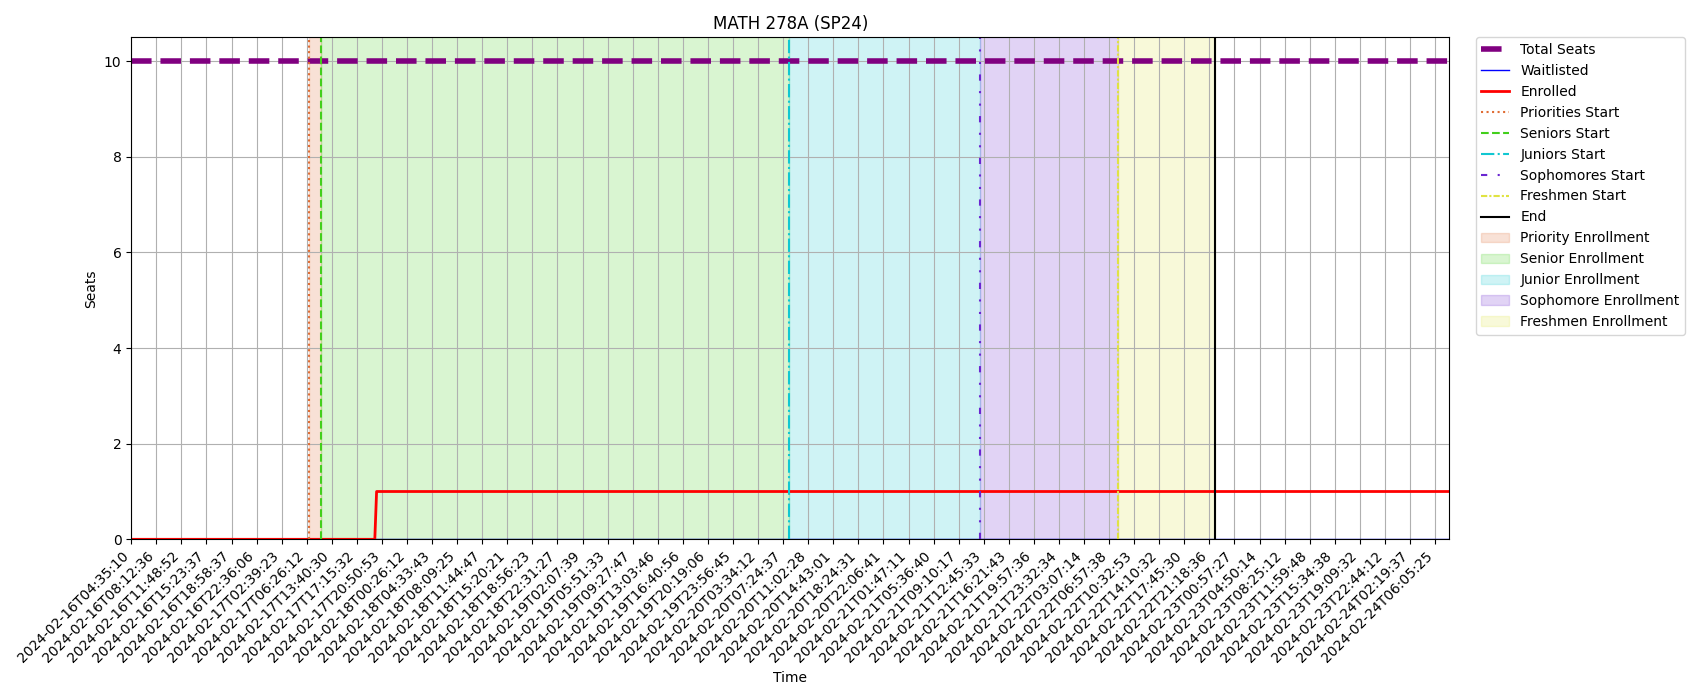 MATH 278A (SP24)
Seats
10
8
6
4
2
0
2024-02-16T04:35:10
2024-02-16T08:12:36
2024-02-16T11:48:52
2024-02-16T15:23:37
2024-02-16T18:58:37
2024-02-16T22:36:06
2024-02-17T02:39:23
2024-02-17T06:26:12
2024-02-17T13:40:30
2024-02-17T17:15:32
2024-02-17T20:50:53
2024-02-18T00:26:12
2024-02-18T04:33:43
2024-02-18T08:09:25
2024-02-18T11:44:47
2024-02-18T15:20:21
2024-02-18T18:56:23
2024-02-18T22:31:27
2024-02-19T02:07:39
2024-02-19T05:51:33
2024-02-19T09:27:47
2024-02-19T13:03:46
2024-02-19T16:40:56
2024-02-19T20:19:06
2024-02-19T23:56:45
2024-02-20T03:34:12
2024-02-20T07:24:37
2024-02-20T11:02:28
2024-02-20T14:43:01
2024-02-20T18:24:31
2024-02-20T22:06:41
2024-02-21T01:47:11
2024-02-21T05:36:40
2024-02-21T09:10:17
2024-02-21T12:45:33
2024-02-21T16:21:43
2024-02-21T19:57:36
2024-02-21T23:32:34
2024-02-22T03:07:14
2024-02-22T06:57:38
2024-02-22T10:32:53
2024-02-22T14:10:32
2024-02-22T17:45:30
2024-02-22T21:18:36
2024-02-23T00:57:27
2024-02-23T04:50:14
2024-02-23T08:25:12
2024-02-23T11:59:48
2024-02-23T15:34:38
2024-02-23T19:09:32
2024-02-23T22:44:12
2024-02-24T02:19:37
2024-02-24T06:05:25
Time
Total Seats
Waitlisted
Enrolled
Priorities Start
Seniors Start
Juniors Start
Sophomores Start
Freshmen Start
End
Priority Enrollment
Senior Enrollment
Junior Enrollment
Sophomore Enrollment
Freshmen Enrollment